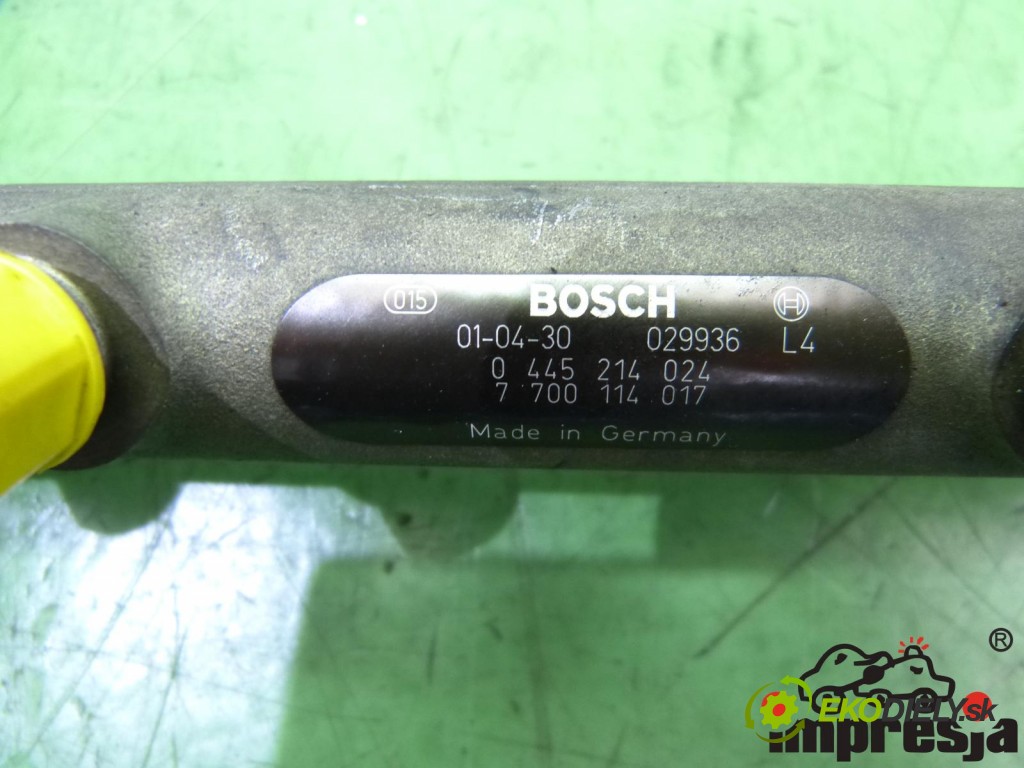 015 BOSCH H
01-04-30 029936 L4
0 445 214 024
7 700 114 017
Made in Germany
®
EKODIELY.sk
impresja